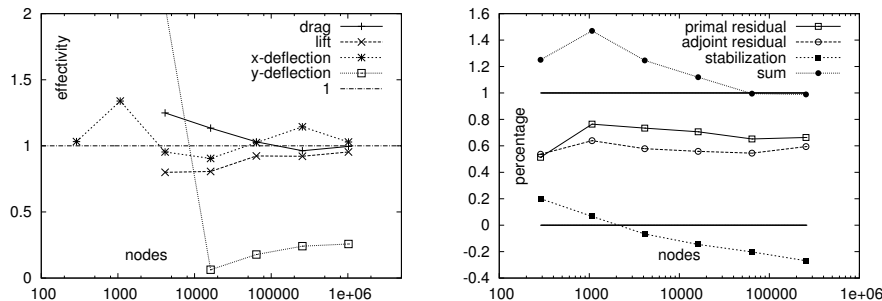 2
1.5
1
0.5
0
100
1000
10000
100000
1e+06
effectivity
nodes
drag
lift
x-deflection
y-deflection
1
1.6
1.4
1.2
1
0.8
0.6
0.4
0.2
0
-0.2
-0.4
100
1000
10000
100000
1e+06
percentage
nodes
primal residual
adjoint residual
stabilization
sum